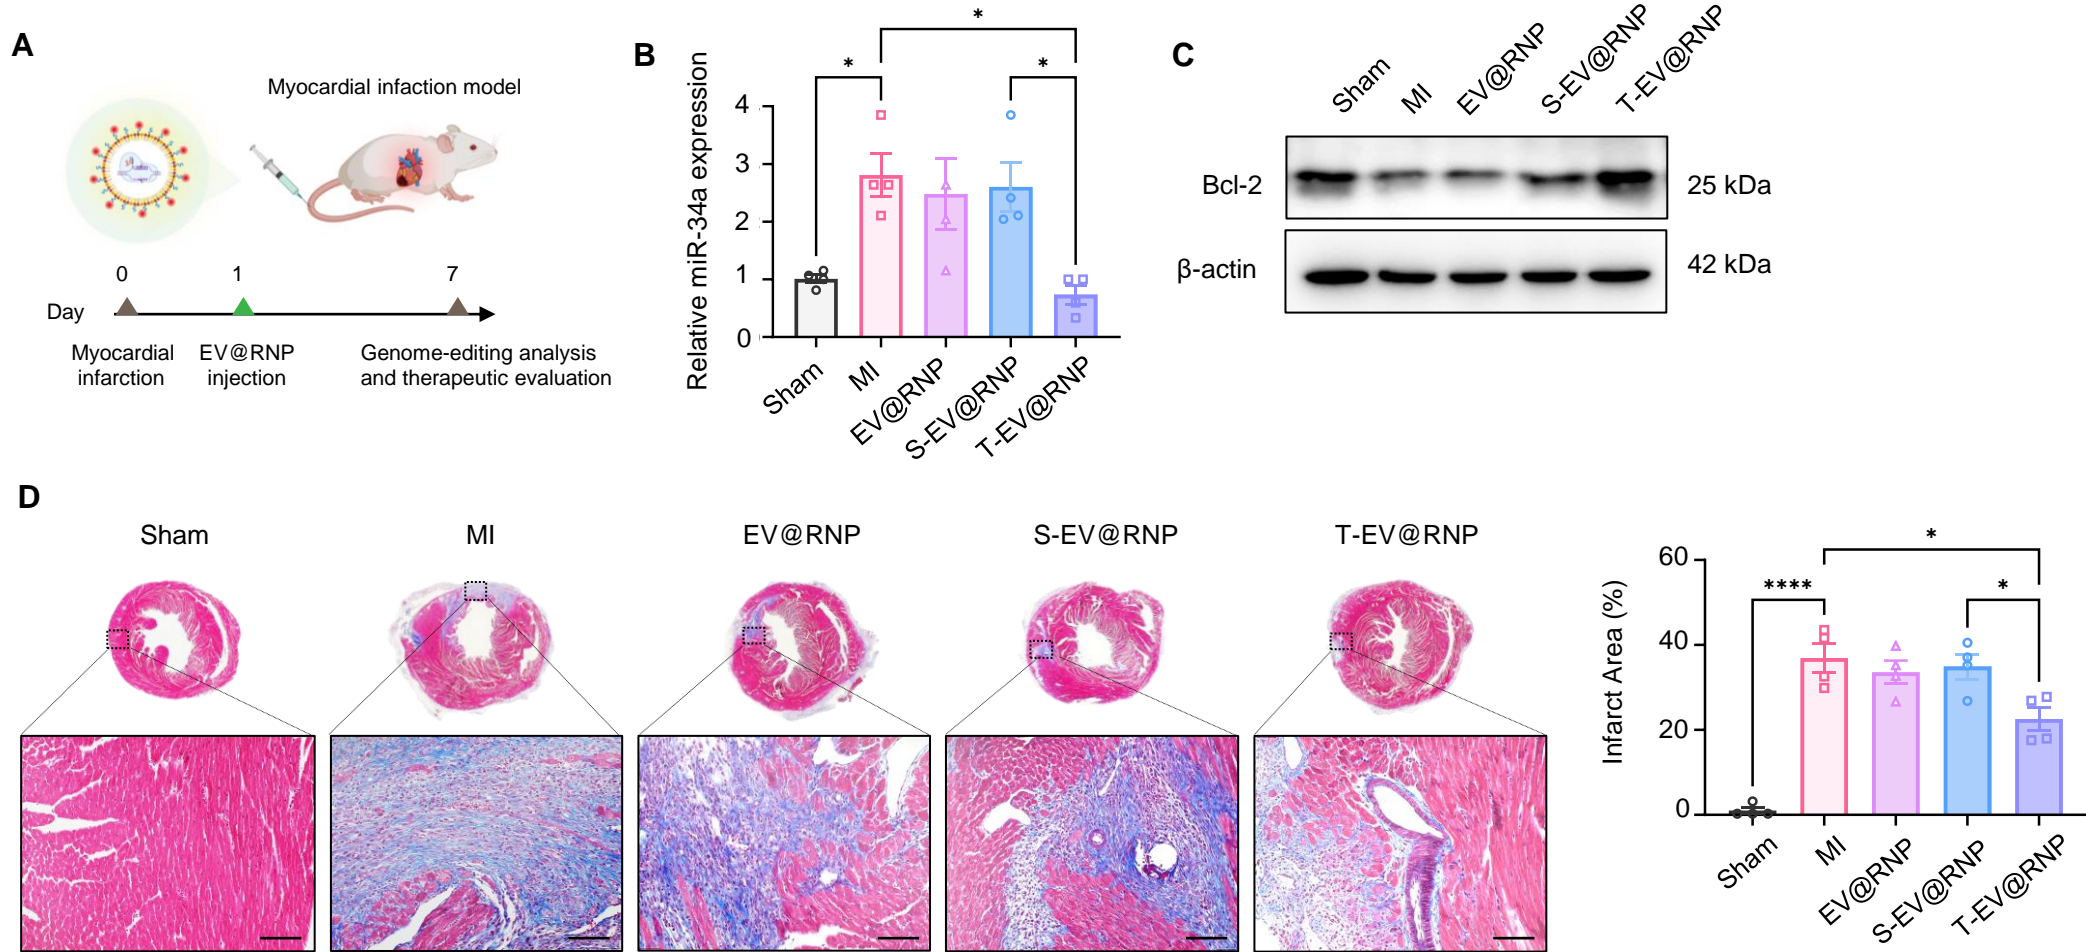 A
Myocardial infaction model
0
1
7
Day
Myocardial
infarction
EV@RNP
injection
Genome-editing analysis
and therapeutic evaluation
B
Relative miR-34a expression
4
3
2
1
0
*
*
*
Sham
MI
EV@RNP
S-EV@RNP
T-EV@RNP
C
Sham
MI
EV@RNP
S-EV@RNP
T-EV@RNP
Bcl-2
25 kDa
β-actin
42 kDa
D
Sham
MI
EV@RNP
S-EV@RNP
T-EV@RNP
Infarct Area (%)
60
40
20
0
*
****
*
Sham
MI
EV@RNP
S-EV@RNP
T-EV@RNP